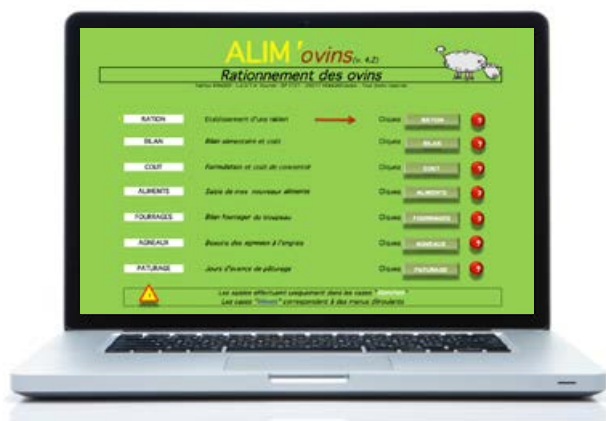 ALIM'ovins (v. 4.2)
Rationnement des ovins
RATION Etablissement d'une ration Cliquez RATION ?
BILAN Bilan alimentaire et coût Cliquez BILAN ?
COUT Formulation et coût de concentré Cliquez COUT ?
ALIMENTS Saisie de mes nouveaux aliments Cliquez ALIMENTS ?
FOURRAGES Bilan fourrager du troupeau Cliquez FOURRAGES ?
AGNEAUX Besoins des agneaux à l'engrais Cliquez AGNEAUX ?
PATURAGE Jours d'avance de pâturage Cliquez PATURAGE ?
Les saisies effectuent uniquement dans les cases "blanches"
Les cases "bleues" correspondent à des menus déroulants